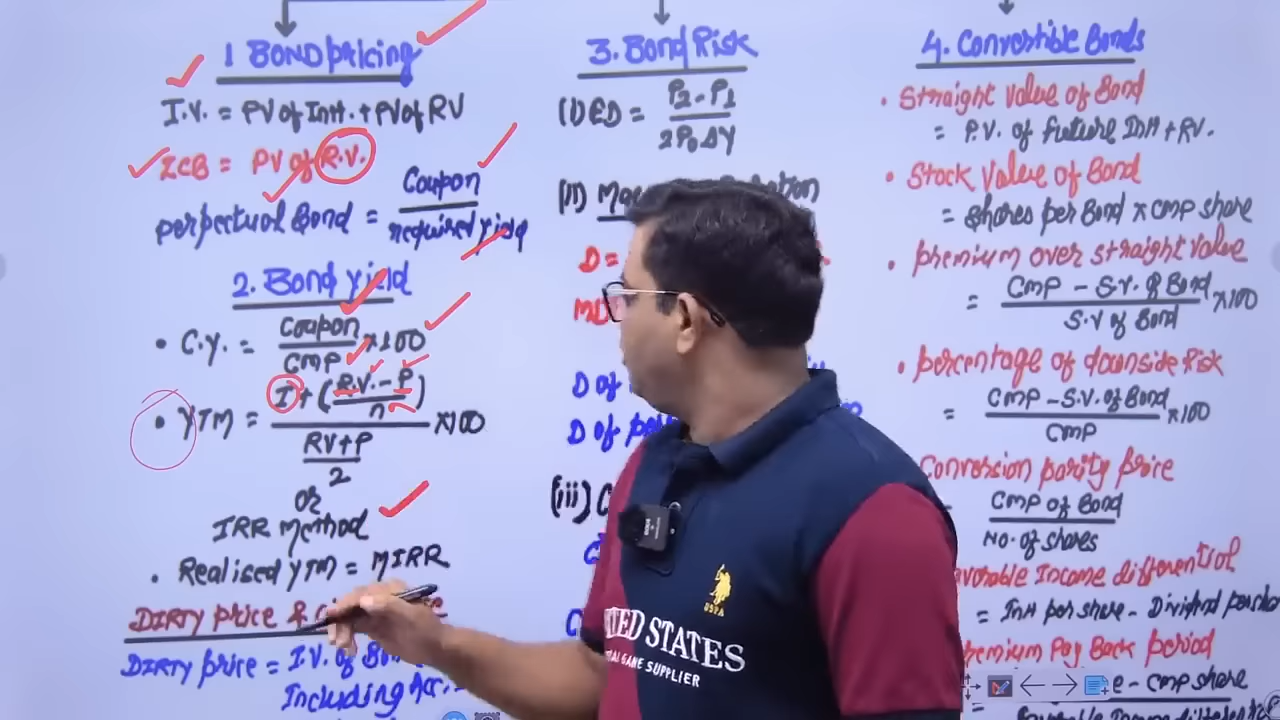 1 BOND pricing
I.V. = PV of Intt. + PV of RV
ZCB = PV of R.V.
perpetual Bond = Coupon
required yield
2. Bond yield
• C.Y. = Coupon × 100
CMP
• YTM = I + (R.V. - P
n) × 100
RV + P
2
or
IRR method
• Realised YTM = MIRR
DIRTY price &
DIRTY price = I.V. of
Including
3. Bond Risk
(i) ED = P2 - P1
2P0 ΔY
(ii)
D =
D of
D of
(iii) C
4. Convertible Bonds
• Straight value of Bond
= P.V. of future Intt + RV.
• Stock value of Bond
= shares per Bond × CMP share
• premium over straight value
= CMP - S.V. of Bond × 100
S.V of Bond
• percentage of downside Risk
= CMP - S.V. of Bond × 100
CMP
Conversion parity price
CMP of Bond
No. of shares
Income differential
= Intt per share - Dividend per
Pay Back period
= - CMP share
UNITED STATES
SUPPLIER
USPA